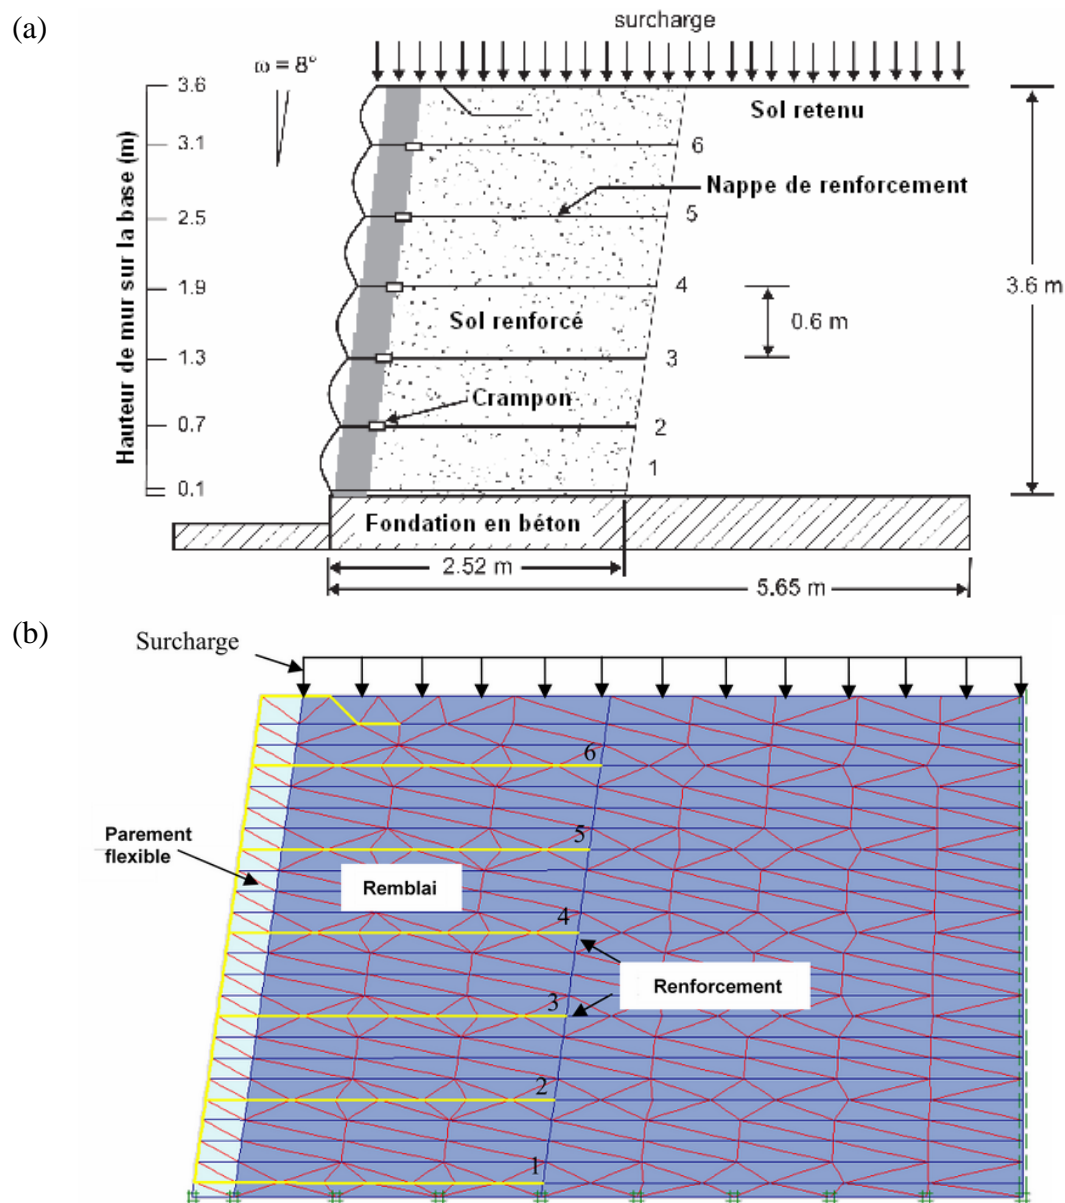 (a)
surcharge
ω = 8°
3.6
Sol retenu
3.1
6
Nappe de renforcement
2.5
5
1.9
4
3.6 m
Sol renforcé
0.6 m
1.3
3
Crampon
0.7
2
1
0.1
Hauteur de mur sur la base (m)
Fondation en béton
2.52 m
5.65 m
(b)
Surcharge
6
Parement
flexible
5
Remblai
4
Renforcement
3
2
1